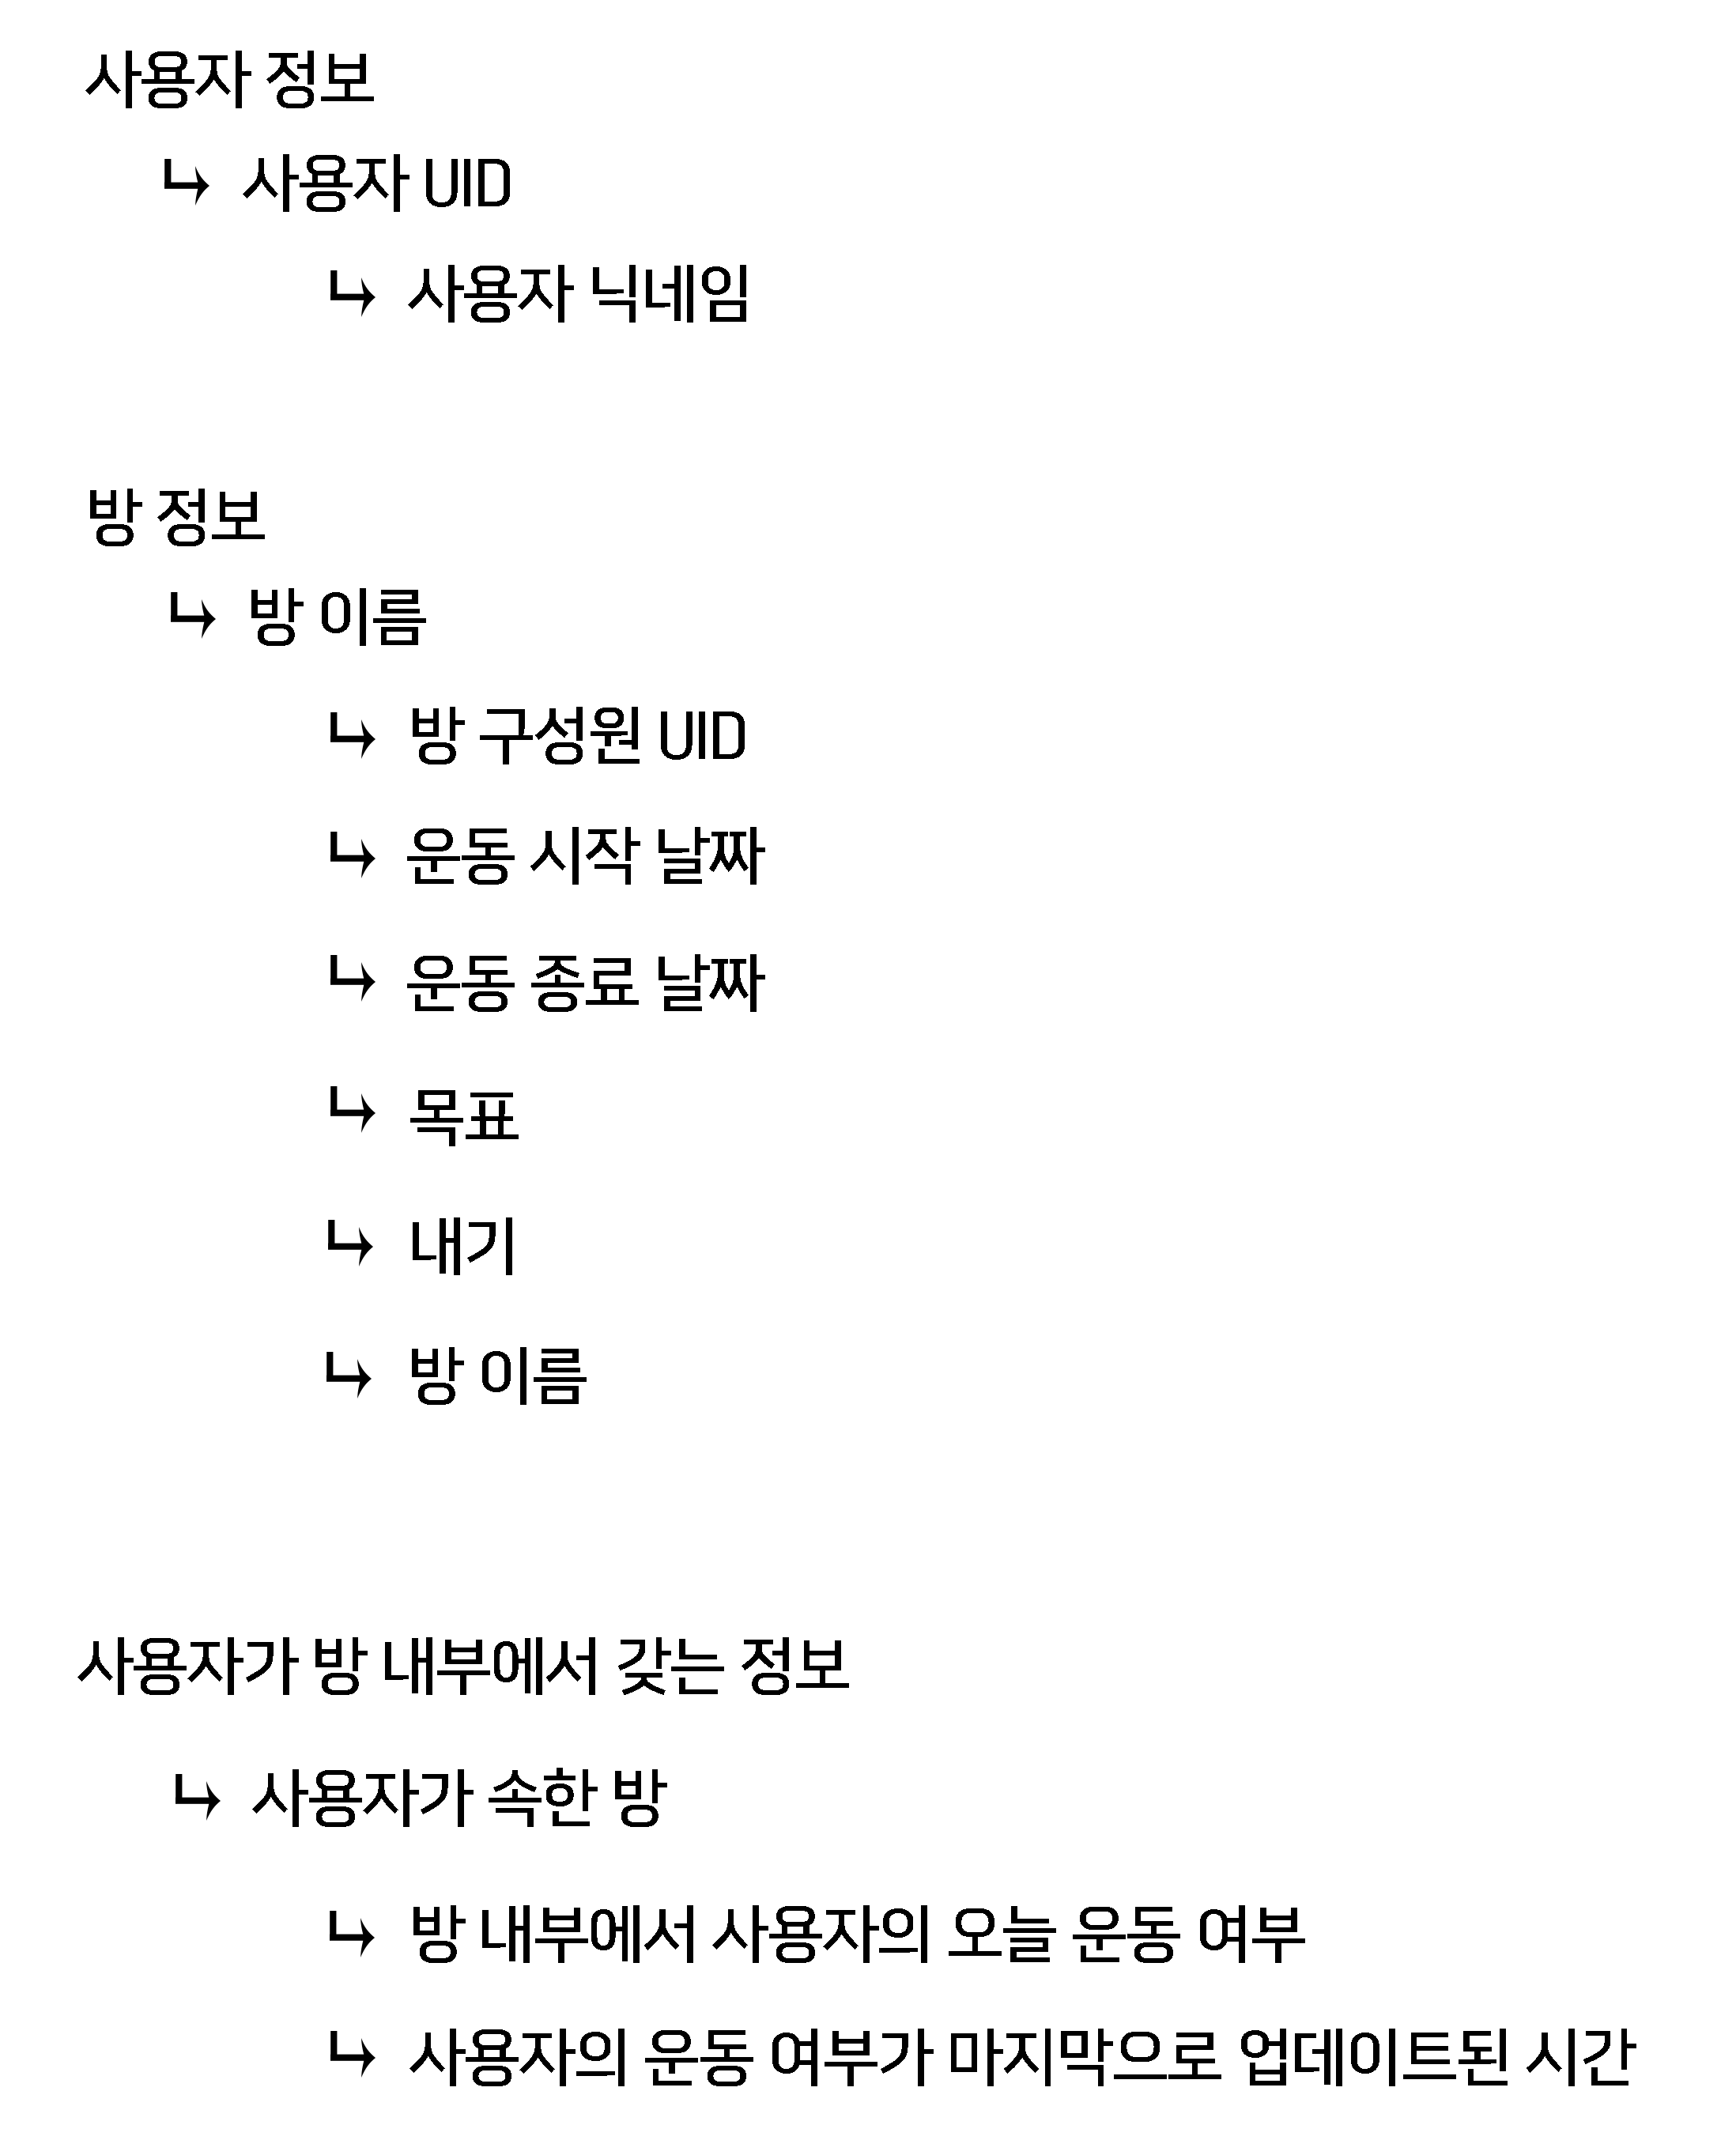 사용자 정보
↳ 사용자 UID
↳ 사용자 닉네임
방 정보
↳ 방 이름
↳ 방 구성원 UID
↳ 운동 시작 날짜
↳ 운동 종료 날짜
↳ 목표
↳ 내기
↳ 방 이름
사용자가 방 내부에서 갖는 정보
↳ 사용자가 속한 방
↳ 방 내부에서 사용자의 오늘 운동 여부
↳ 사용자의 운동 여부가 마지막으로 업데이트된 시간